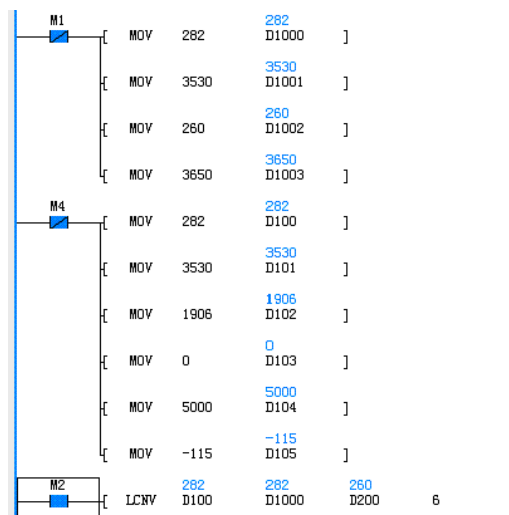 M1 282
[ MOV 282 D1000 ]
3530
[ MOV 3530 D1001 ]
260
[ MOV 260 D1002 ]
3650
[ MOV 3650 D1003 ]
M4 282
[ MOV 282 D100 ]
3530
[ MOV 3530 D101 ]
1906
[ MOV 1906 D102 ]
0
[ MOV 0 D103 ]
5000
[ MOV 5000 D104 ]
-115
[ MOV -115 D105 ]
M2 282 282 260
[ LCNV D100 D1000 D200 6